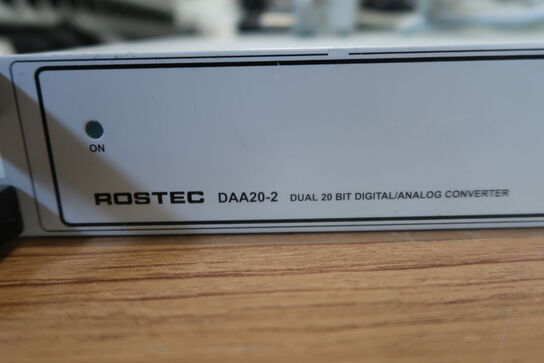 ON
ROSTEC DAA20-2 DUAL 20 BIT DIGITAL/ANALOG CONVERTER